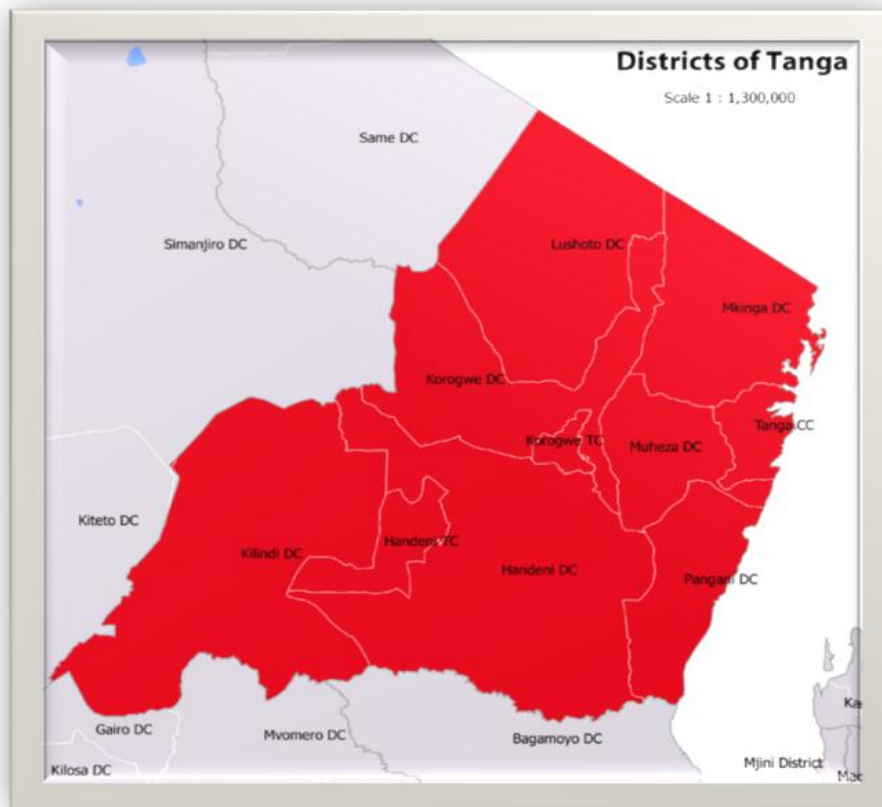 Districts of Tanga
Scale 1 : 1,300,000
Same DC
Simanjiro DC
Lushoto DC
Mkinga DC
Korogwe DC
Tanga CC
Korogwe TC
Muheza DC
Kiteto DC
Handeni TC
Kilindi DC
Handeni DC
Pangani DC
Gairo DC
Mvomero DC
Bagamoyo DC
Kilosa DC
Mjini District